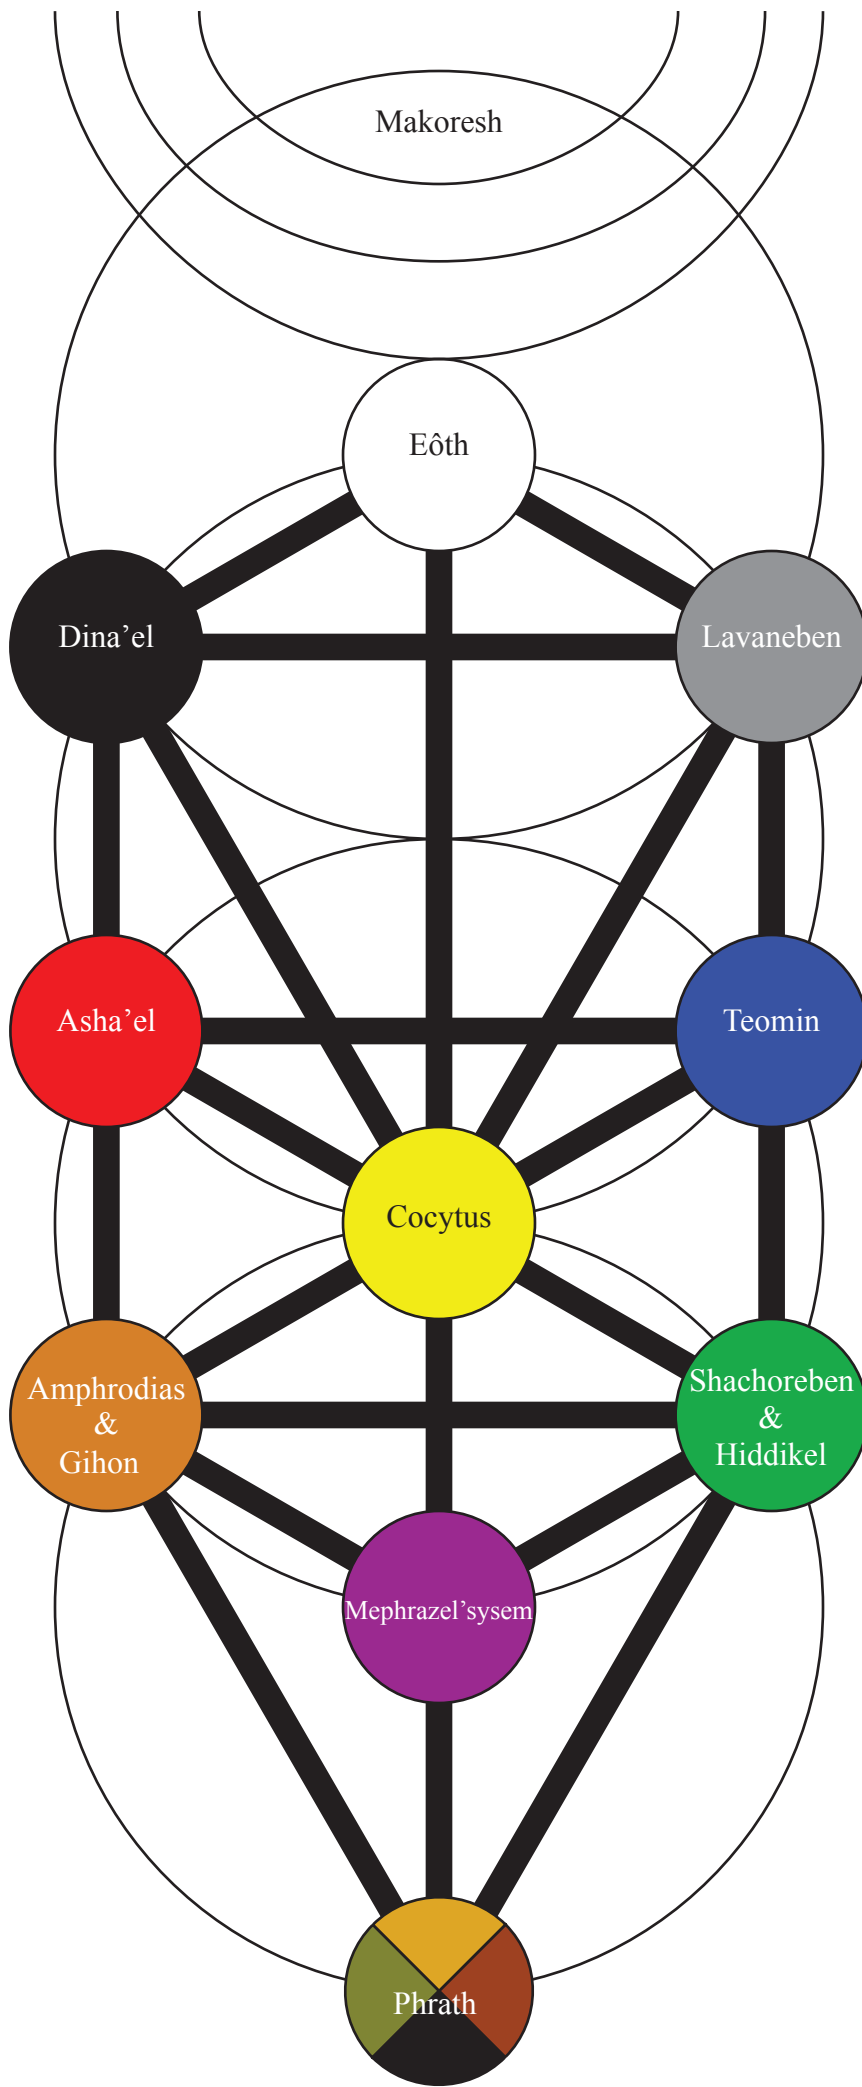 Makoresh
Eôth
Dina’el
Lavaneben
Asha’el
Teomin
Cocytus
Amphrodias
&
Gihon
Shachoreben
&
Hiddikel
Mephrazel’sysem
Phrath